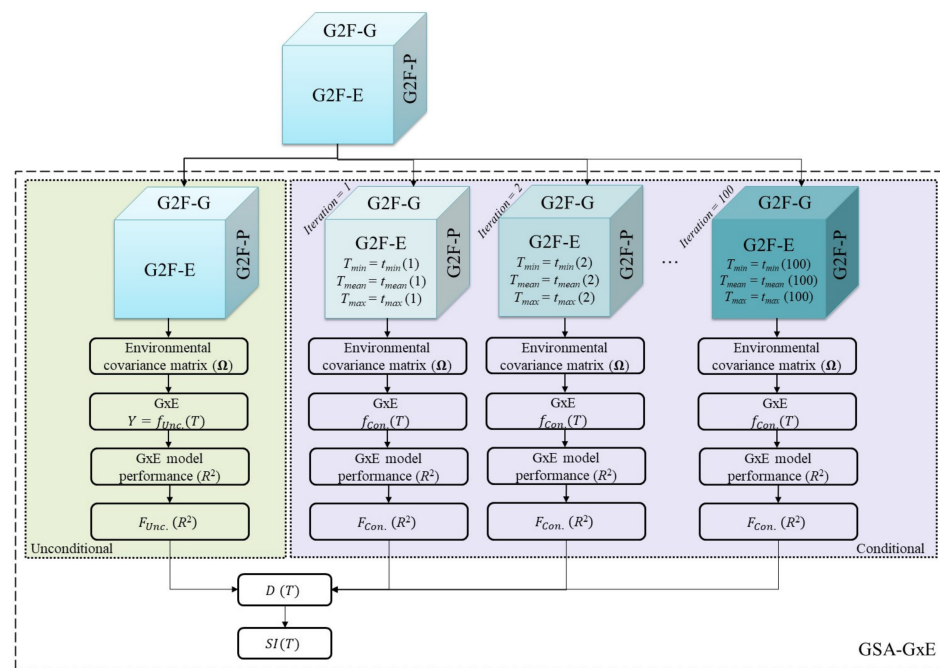 G2F-G
G2F-E
G2F-P
G2F-G
G2F-E
G2F-P
Iteration = 1
G2F-G
G2F-E
T_min = t_min (1)
T_mean = t_mean (1)
T_max = t_max (1)
G2F-P
Iteration = 2
G2F-G
G2F-E
T_min = t_min (2)
T_mean = t_mean (2)
T_max = t_max (2)
G2F-P
...
Iteration = 100
G2F-G
G2F-E
T_min = t_min (100)
T_mean = t_mean (100)
T_max = t_max (100)
G2F-P
Environmental
covariance matrix (Ω)
GxE
Y = f_Unc.(T)
GxE model
performance (R²)
F_Unc. (R²)
Unconditional
Environmental
covariance matrix (Ω)
GxE
f_Con.(T)
GxE model
performance (R²)
F_Con. (R²)
Environmental
covariance matrix (Ω)
GxE
f_Con.(T)
GxE model
performance (R²)
F_Con. (R²)
Environmental
covariance matrix (Ω)
GxE
f_Con.(T)
GxE model
performance (R²)
F_Con. (R²)
Conditional
D (T)
SI(T)
GSA-GxE